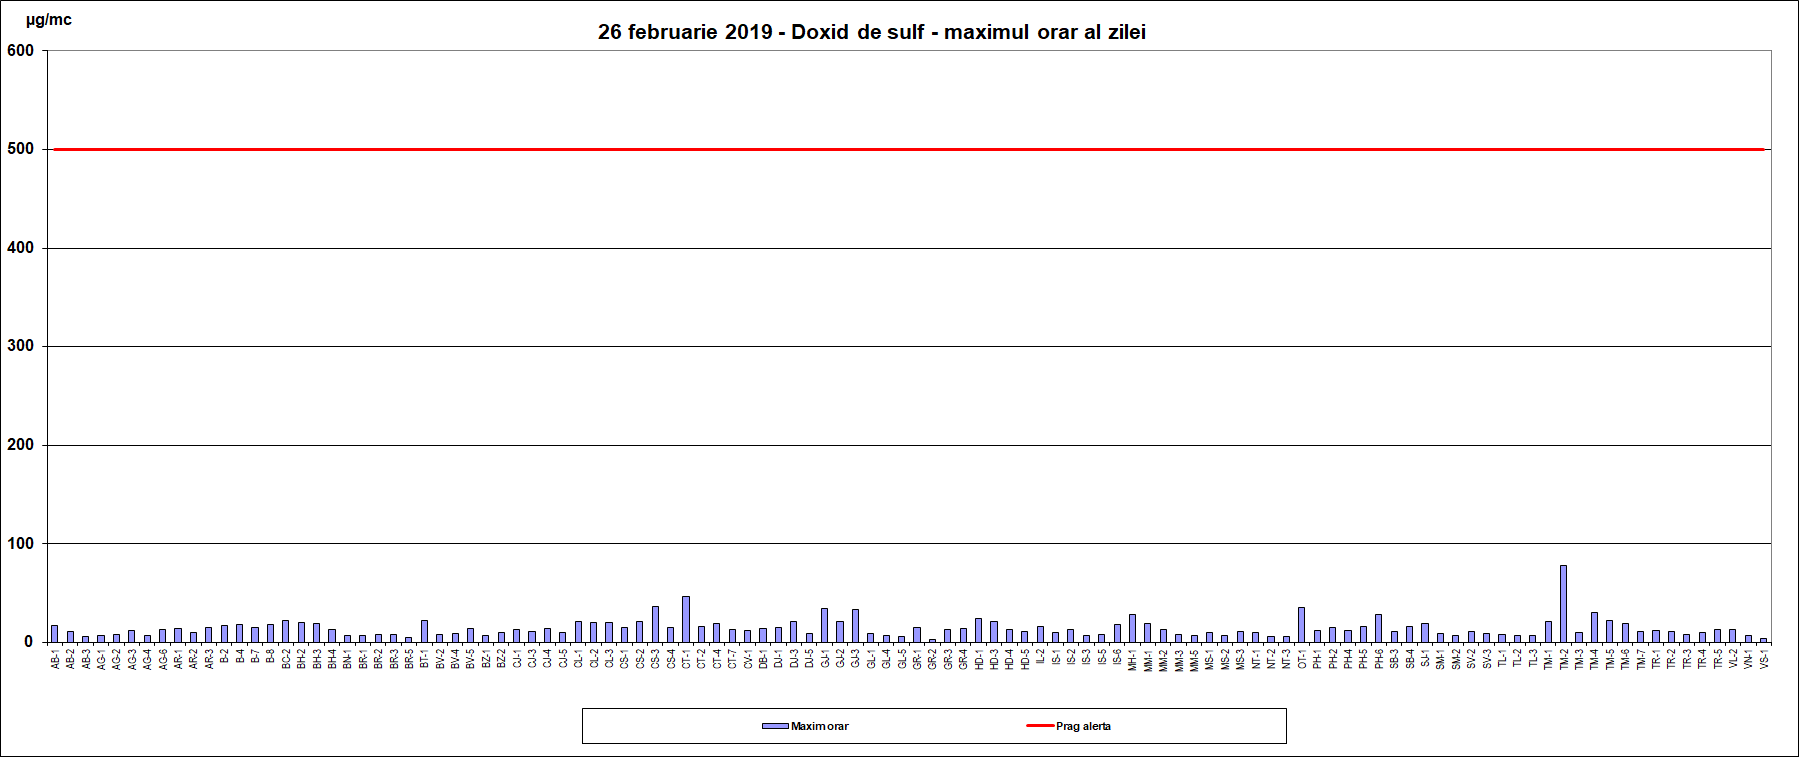 µg/mc
26 februarie 2019 - Doxid de sulf - maximul orar al zilei
600
500
400
300
200
100
0
AB-1 AB-2 AB-3 AG-1 AG-2 AG-3 AG-4 AG-6 AR-1 AR-2 AR-3 B-2 B-4 B-7 B-8 BC-2 BH-2 BH-3 BH-4 BN-1 BR-1 BR-2 BR-3 BR-5 BT-1 BV-2 BV-4 BV-5 BZ-1 BZ-2 CJ-1 CJ-3 CJ-4 CJ-5 CL-1 CL-2 CL-3 CS-1 CS-2 CS-3 CS-4 CT-1 CT-2 CT-4 CT-7 CV-1 DB-1 DJ-1 DJ-3 DJ-5 GJ-1 GJ-2 GJ-3 GL-1 GL-4 GL-5 GR-1 GR-2 GR-3 GR-4 HD-1 HD-3 HD-4 HD-5 IL-2 IS-1 IS-2 IS-3 IS-5 IS-6 MH-1 MM-1 MM-2 MM-3 MM-5 MS-1 MS-2 MS-3 NT-1 NT-2 NT-3 OT-1 PH-1 PH-2 PH-4 PH-5 PH-6 SB-3 SB-4 SJ-1 SM-1 SM-2 SV-2 SV-3 TL-1 TL-2 TL-3 TM-1 TM-2 TM-3 TM-4 TM-5 TM-6 TM-7 TR-1 TR-2 TR-3 TR-4 TR-5 VL-2 VN-1 VS-1
Maxim orar Prag alerta